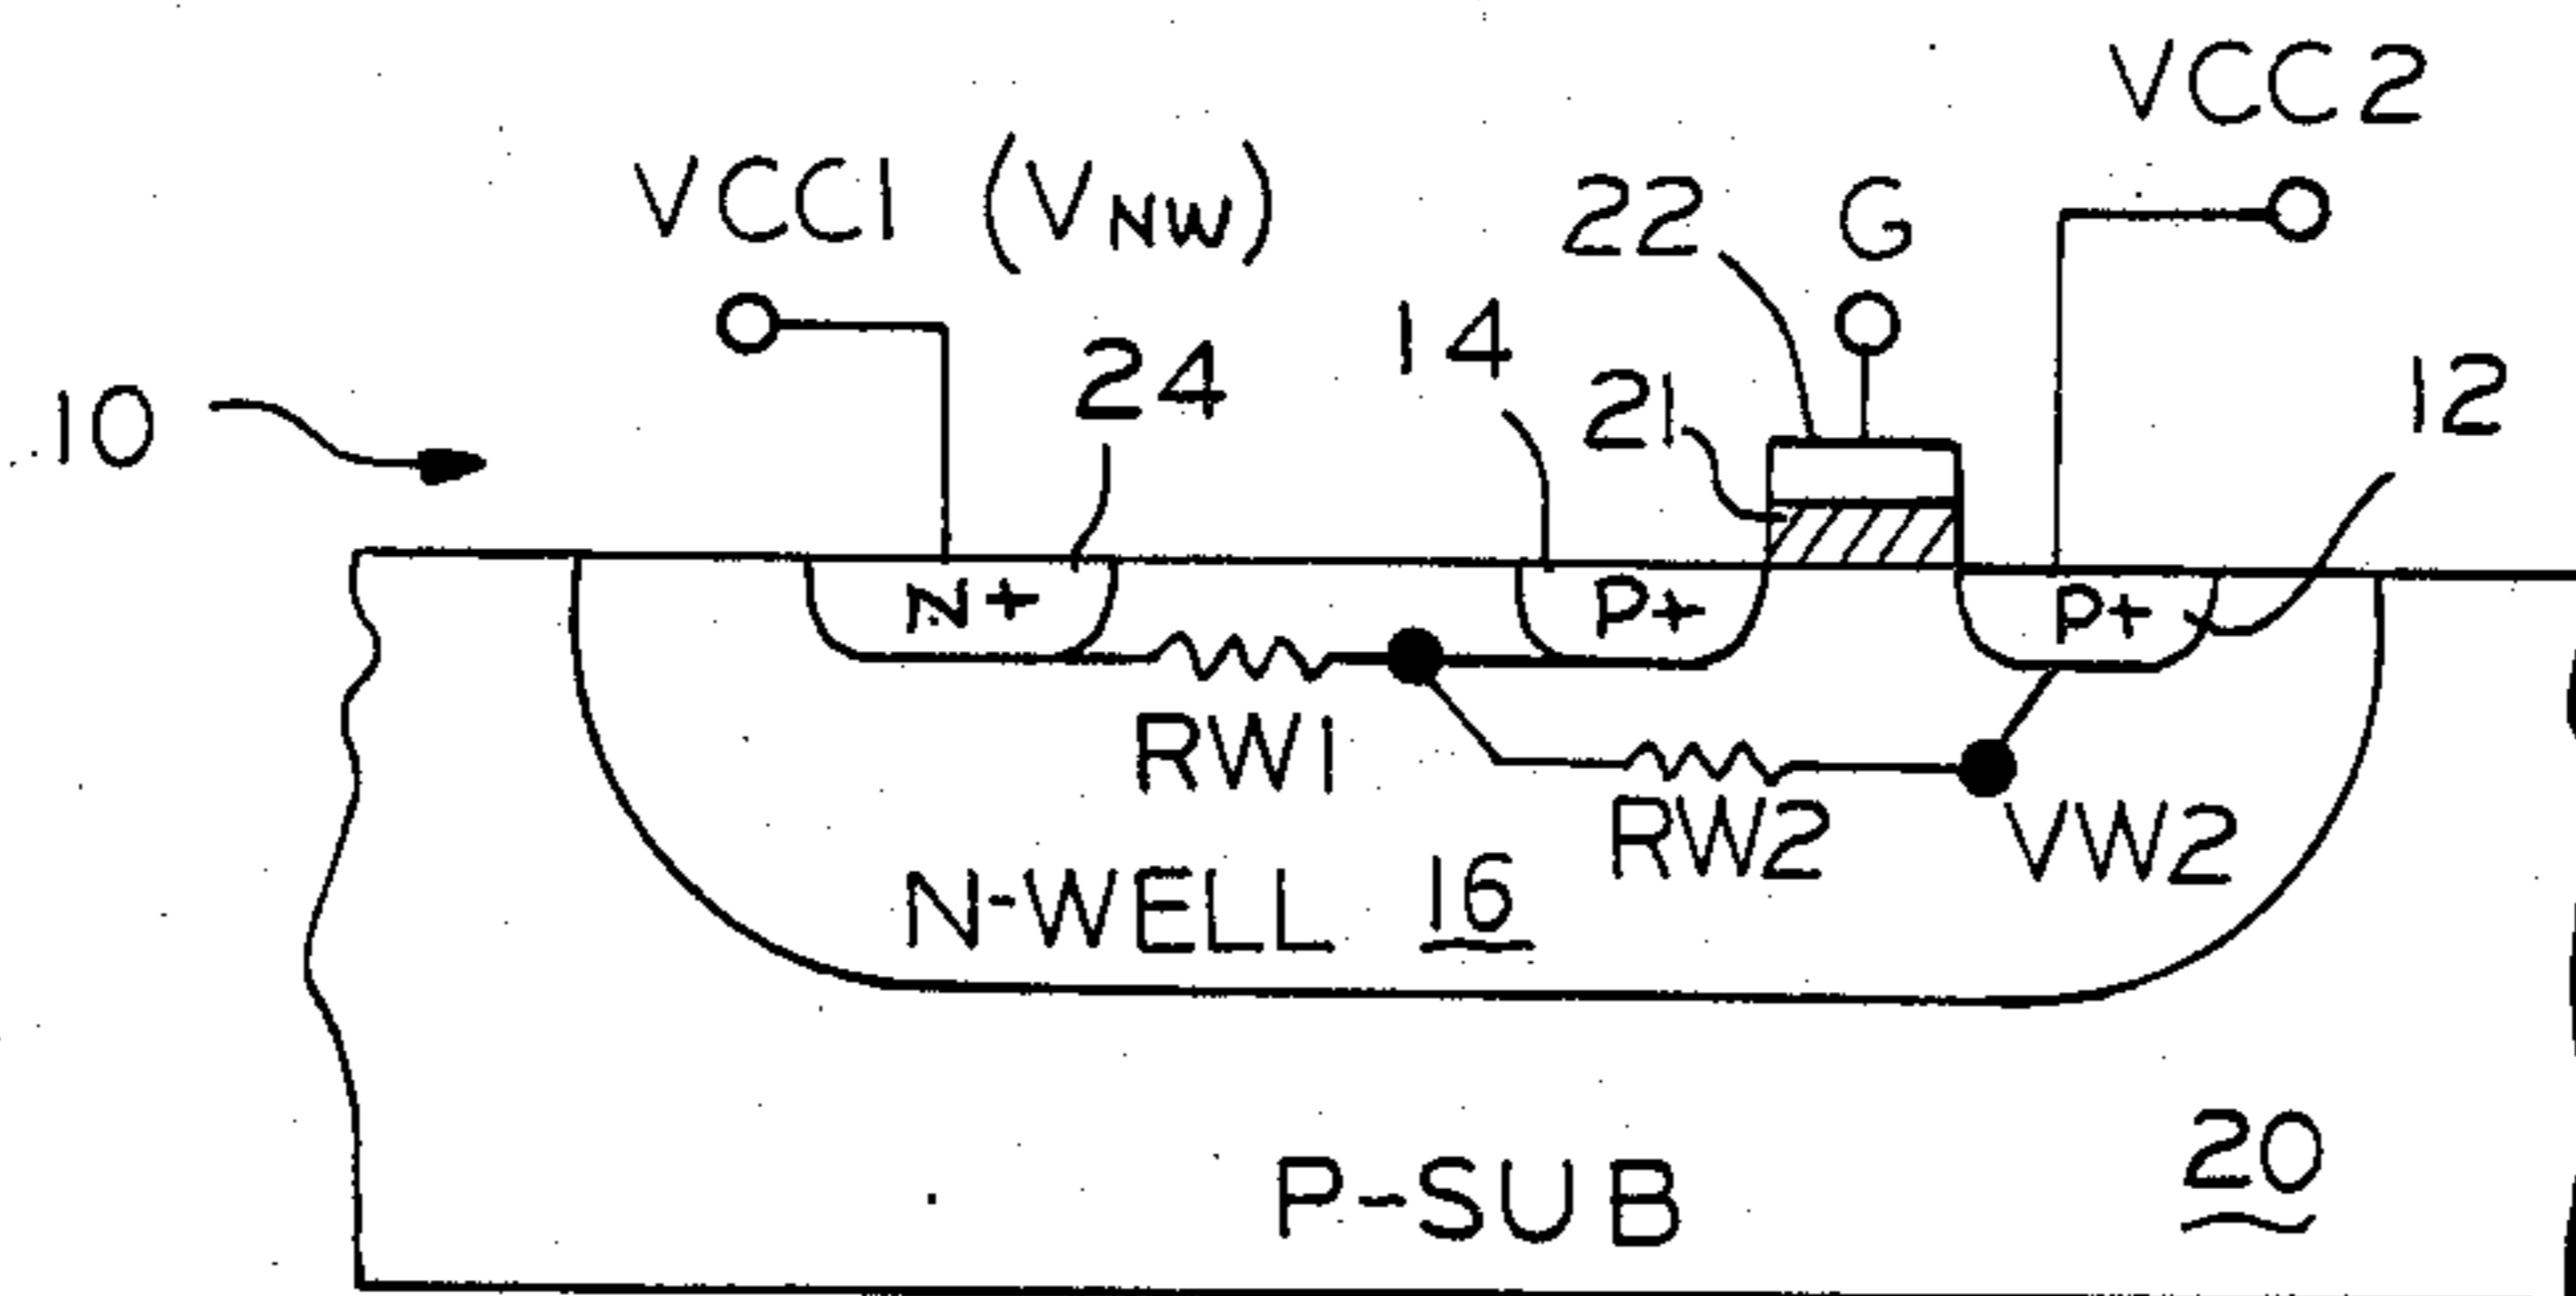 VCC2
VCC1 (VNW)
22
G
14
24
21
12
10
N+
P+
P+
RW1
RW2
VW2
N-WELL 16
P-SUB
20